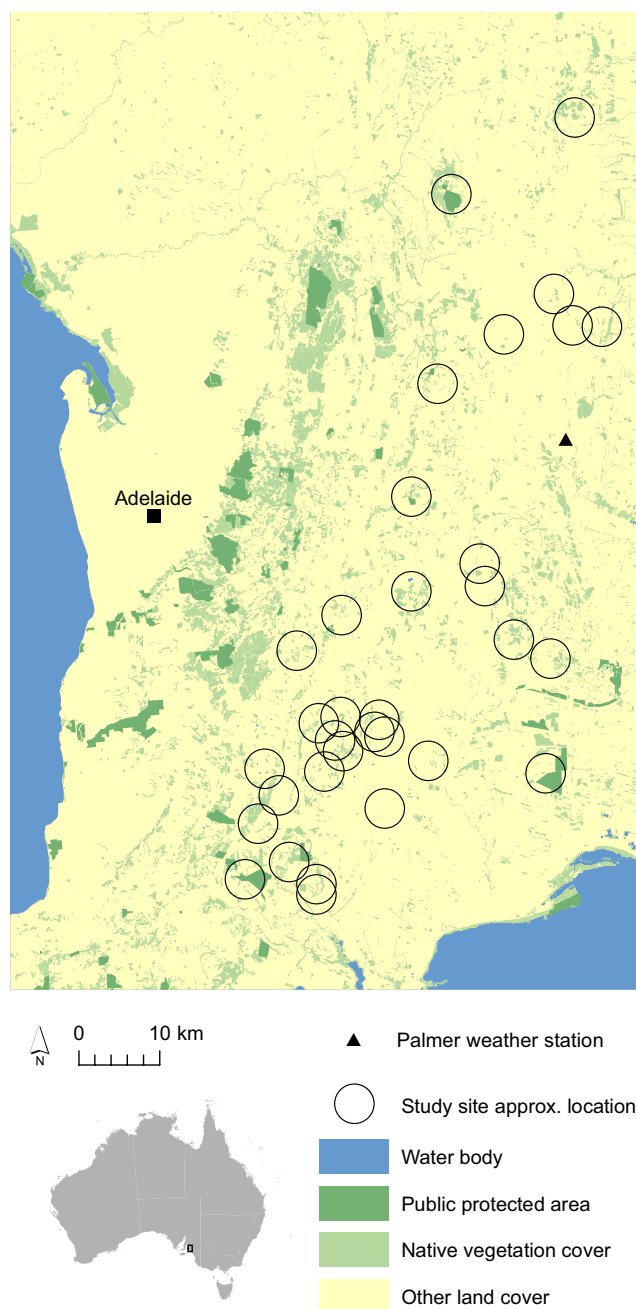 Adelaide
0 10 km
N
Palmer weather station
Study site approx. location
Water body
Public protected area
Native vegetation cover
Other land cover